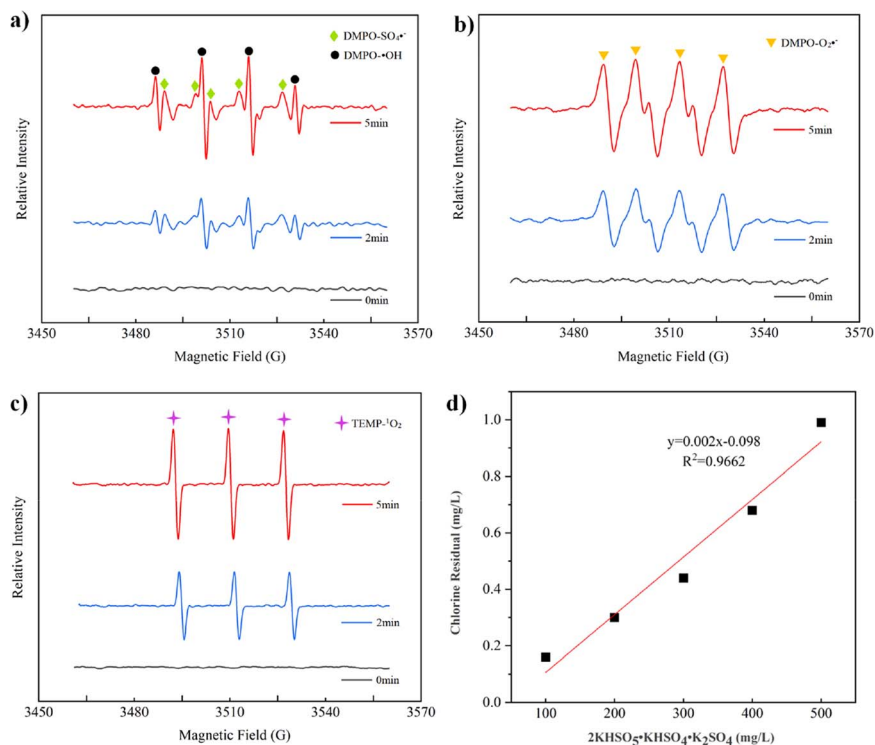 a)
DMPO-SO₄•⁻
DMPO-•OH
5min
2min
0min
Relative Intensity
3450 3480 3510 3540 3570
Magnetic Field (G)
b)
DMPO-O₂•⁻
5min
2min
0min
Relative Intensity
3450 3480 3510 3540 3570
Magnetic Field (G)
c)
TEMP-¹O₂
5min
2min
0min
Relative Intensity
3450 3480 3510 3540 3570
Magnetic Field (G)
d)
1.0
y=0.002x-0.098
R²=0.9662
0.8
0.6
0.4
0.2
0.0
Chlorine Residual (mg/L)
100 200 300 400 500
2KHSO₅•KHSO₄•K₂SO₄ (mg/L)